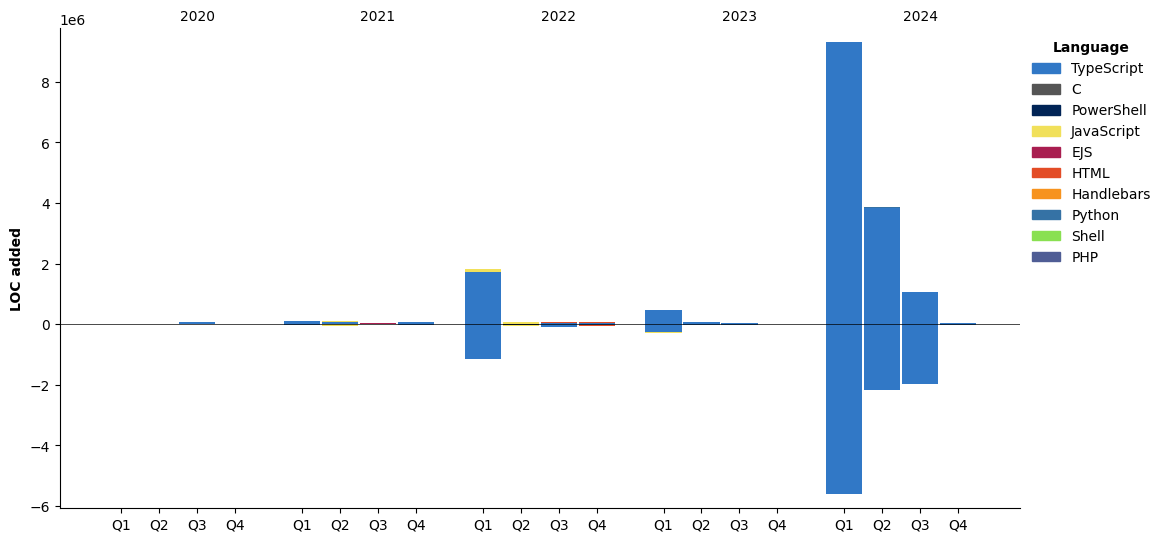 1e6
2020 2021 2022 2023 2024
LOC added
8
6
4
2
0
−2
−4
−6
Q1 Q2 Q3 Q4 Q1 Q2 Q3 Q4 Q1 Q2 Q3 Q4 Q1 Q2 Q3 Q4 Q1 Q2 Q3 Q4
Language
TypeScript
C
PowerShell
JavaScript
EJS
HTML
Handlebars
Python
Shell
PHP